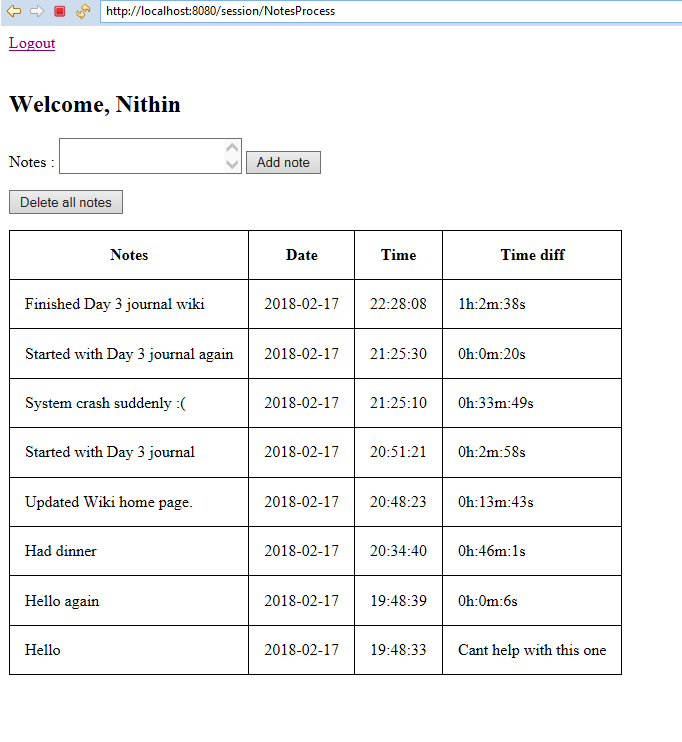 http://localhost:8080/session/NotesProcess
Logout
Welcome, Nithin
Notes : Add note
Delete all notes
Notes Date Time Time diff
Finished Day 3 journal wiki 2018-02-17 22:28:08 1h:2m:38s
Started with Day 3 journal again 2018-02-17 21:25:30 0h:0m:20s
System crash suddenly :( 2018-02-17 21:25:10 0h:33m:49s
Started with Day 3 journal 2018-02-17 20:51:21 0h:2m:58s
Updated Wiki home page. 2018-02-17 20:48:23 0h:13m:43s
Had dinner 2018-02-17 20:34:40 0h:46m:1s
Hello again 2018-02-17 19:48:39 0h:0m:6s
Hello 2018-02-17 19:48:33 Cant help with this one